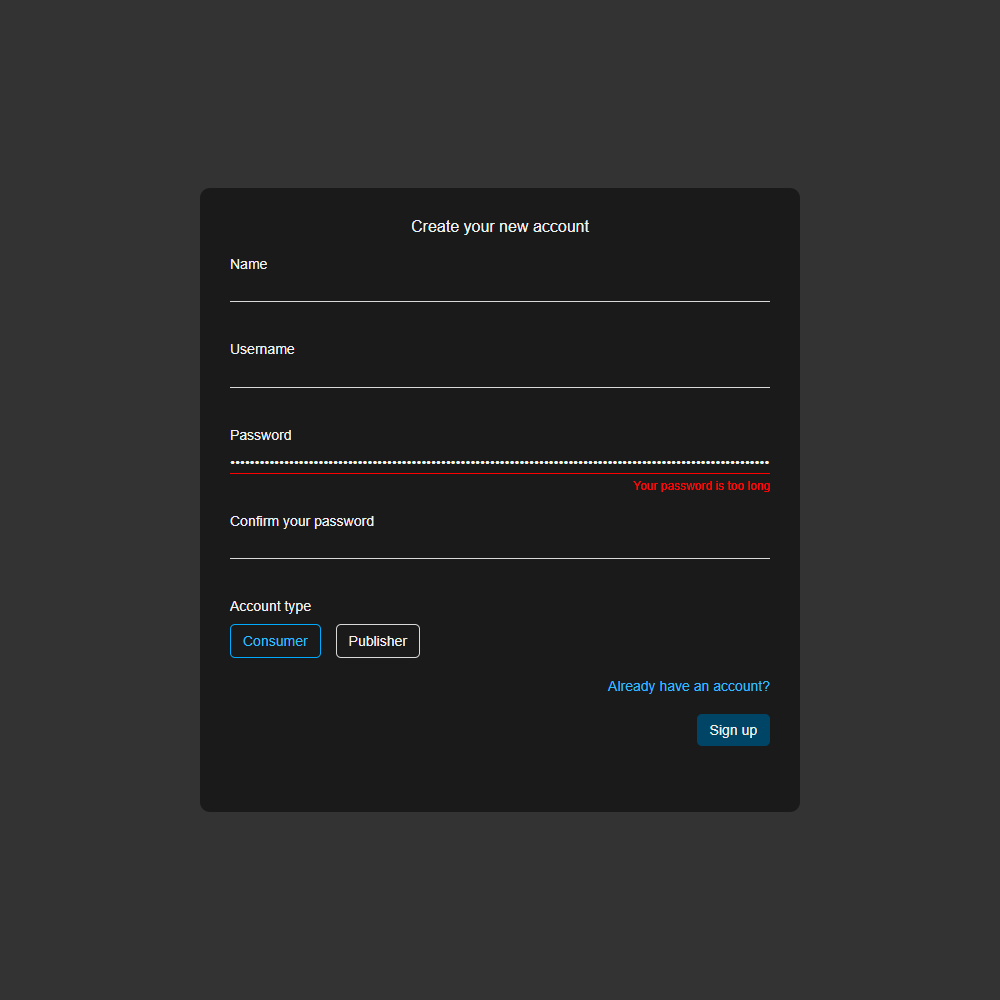 Create your new account
Name
Username
Password
Your password is too long
Confirm your password
Account type
Consumer Publisher
Already have an account?
Sign up